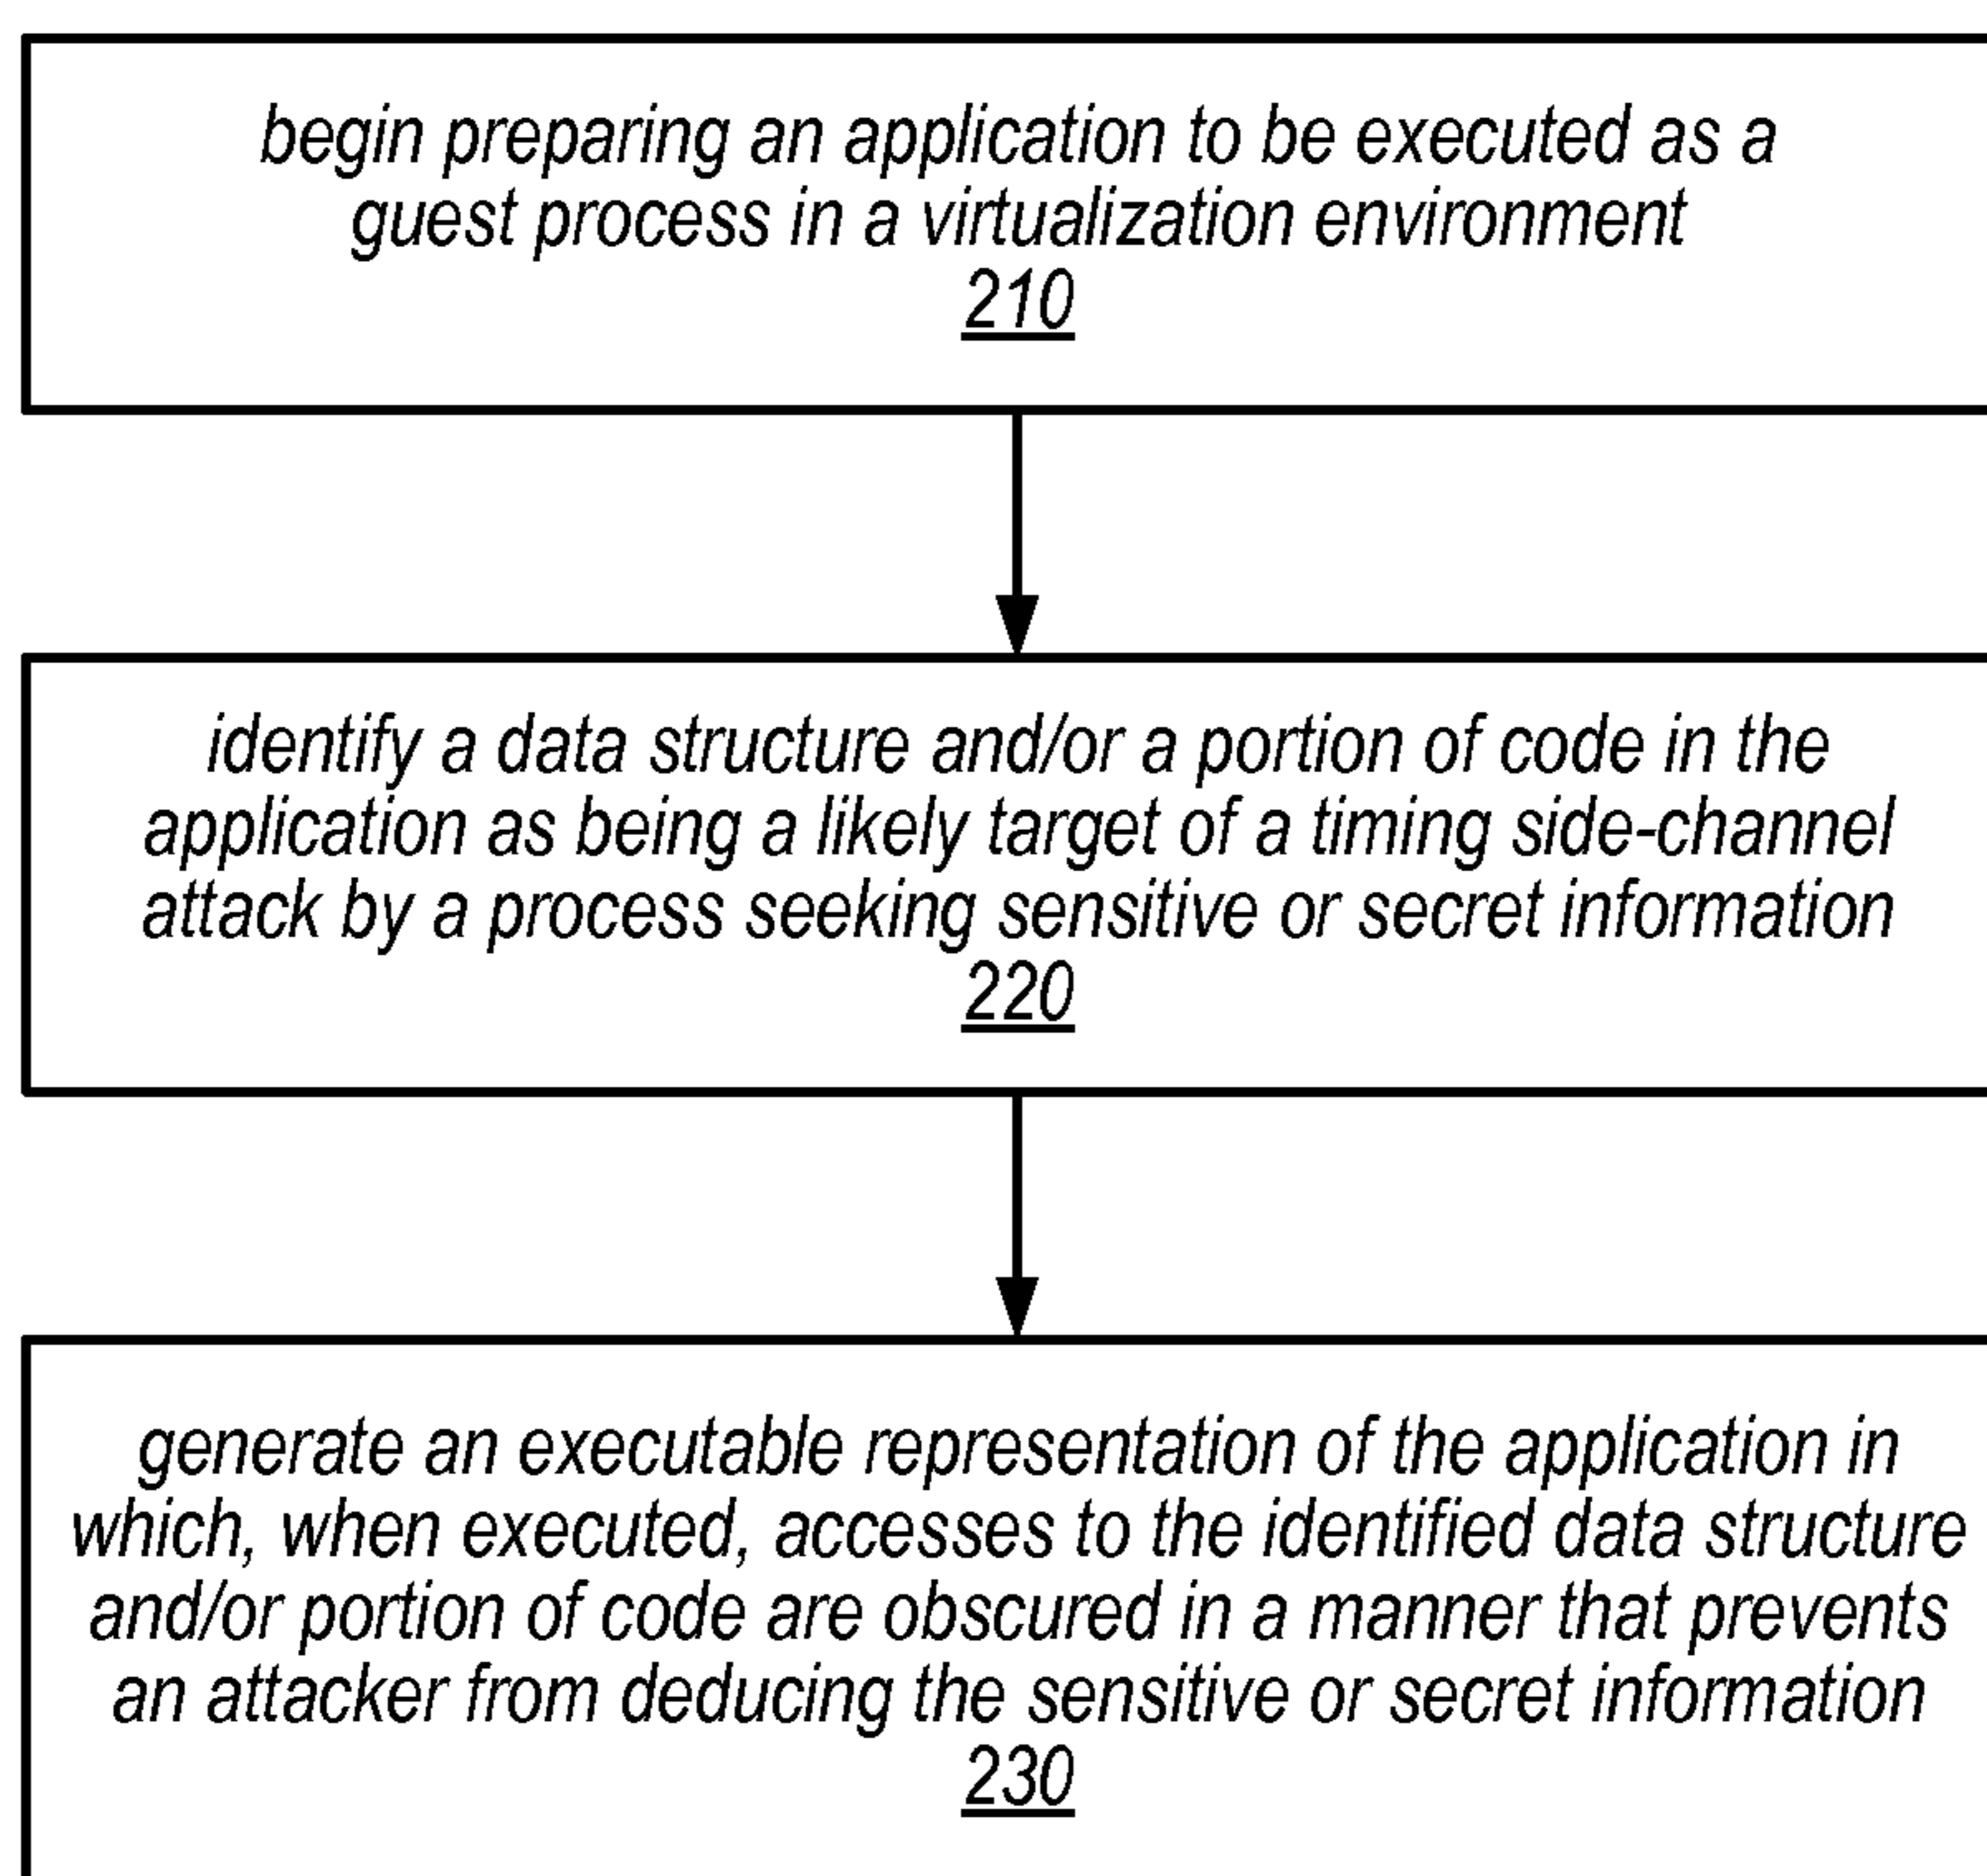 begin preparing an application to be executed as a
guest process in a virtualization environment
210
identify a data structure and/or a portion of code in the
application as being a likely target of a timing side-channel
attack by a process seeking sensitive or secret information
220
generate an executable representation of the application in
which, when executed, accesses to the identified data structure
and/or portion of code are obscured in a manner that prevents
an attacker from deducing the sensitive or secret information
230